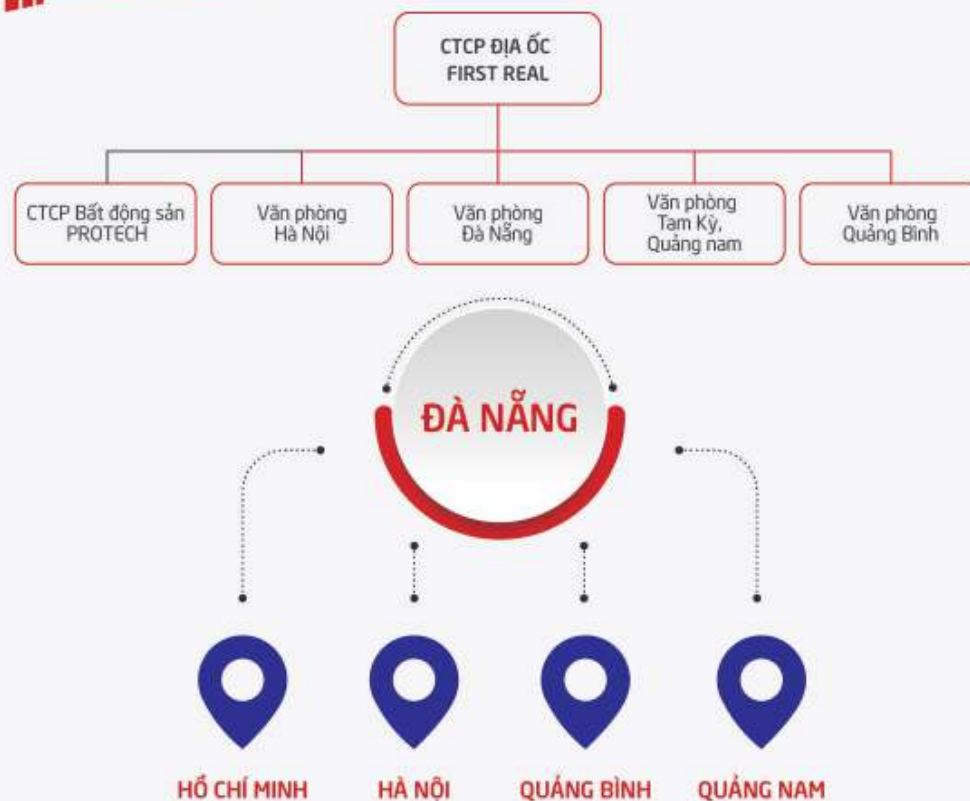 CTCP ĐỊA ỐC
FIRST REAL
CTCP Bất động sản
PROTECH
Văn phòng
Hà Nội
Văn phòng
Đà Nẵng
Văn phòng
Tam Kỳ,
Quảng nam
Văn phòng
Quảng Bình
ĐÀ NẴNG
HỒ CHÍ MINH
HÀ NỘI
QUẢNG BÌNH
QUẢNG NAM